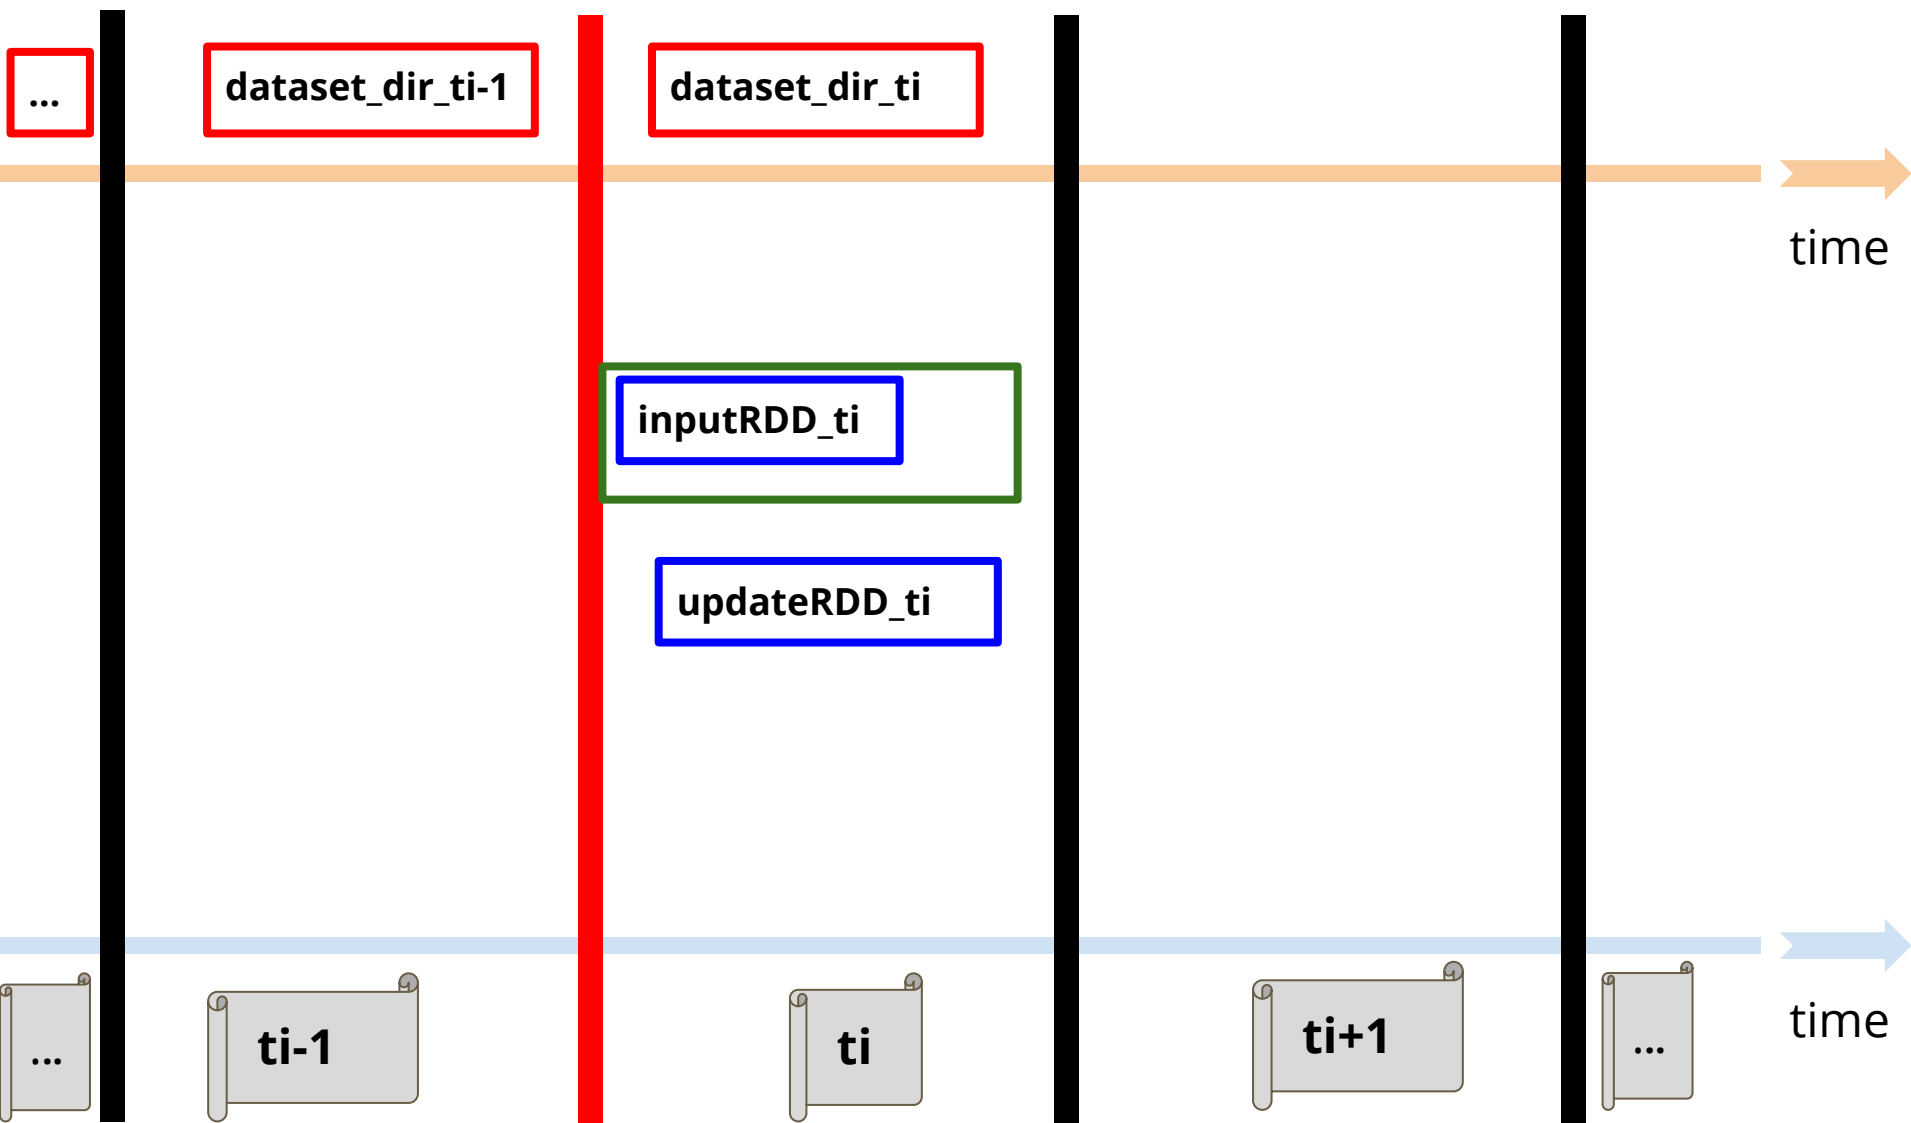 ...
dataset_dir_ti-1
dataset_dir_ti
time
inputRDD_ti
updateRDD_ti
...
ti-1
ti
ti+1
...
time